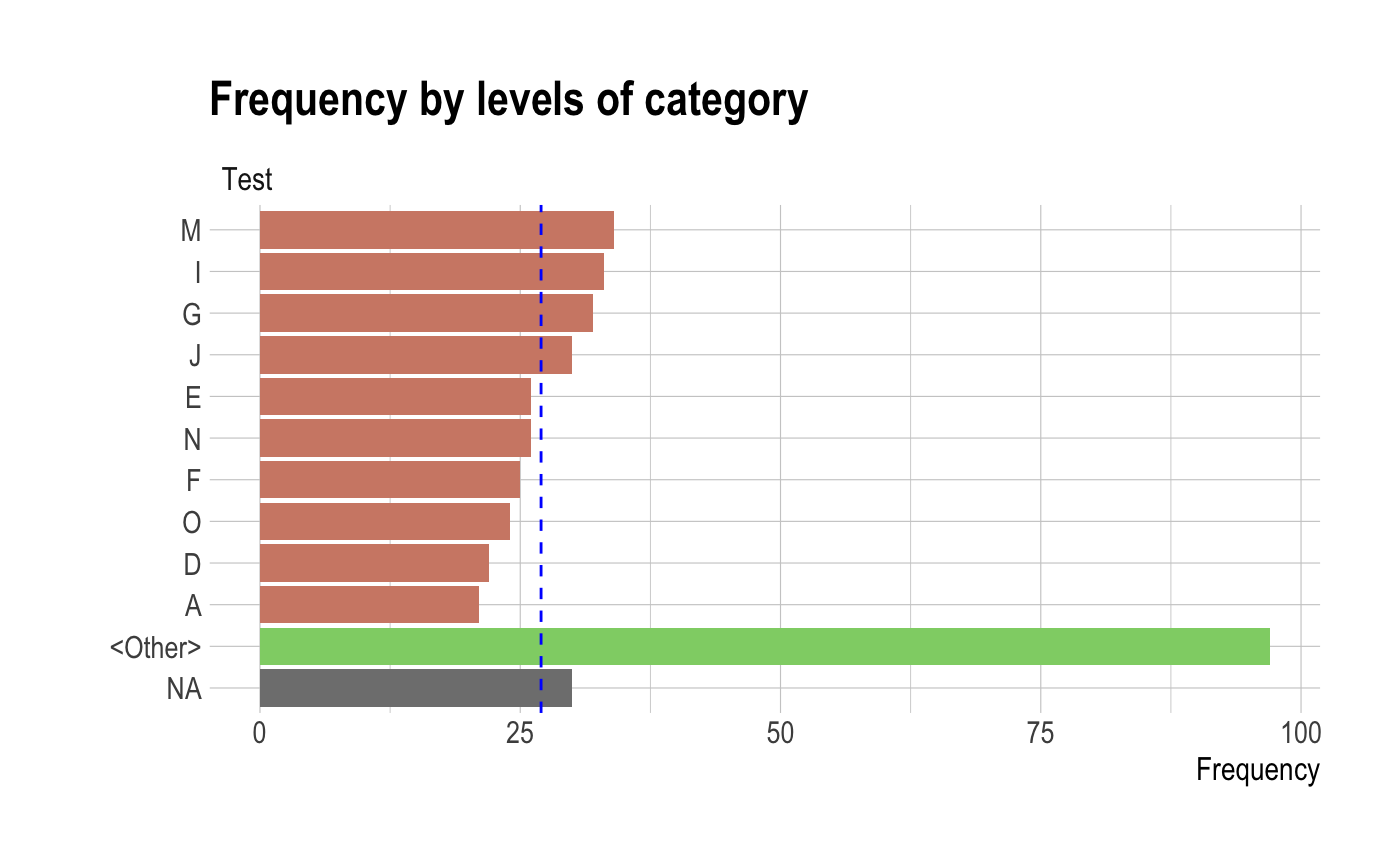 Frequency by levels of category
Test
M
I
G
J
E
N
F
O
D
A
<Other>
NA
0 25 50 75 100
Frequency